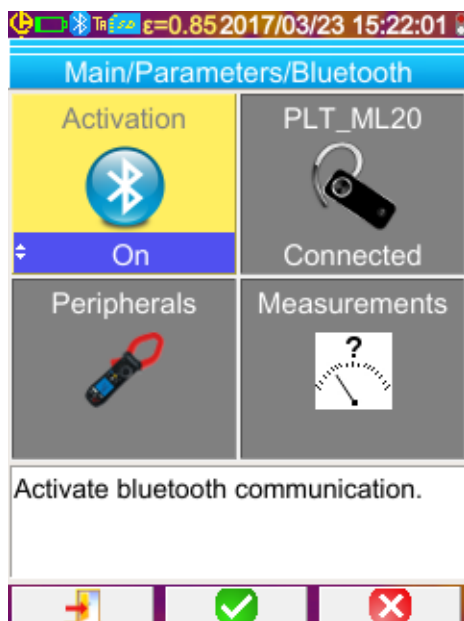 ε=0.85 2017/03/23 15:22:01
Main/Parameters/Bluetooth
Activation
PLT_ML20
On
Connected
Peripherals
Measurements
?
Activate bluetooth communication.